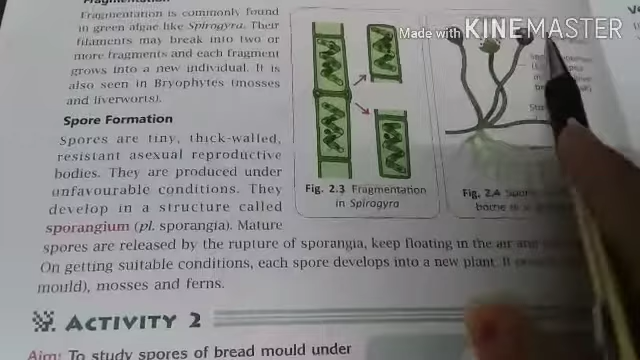 Fragmentation
Fragmentation is commonly found
in green algae like Spirogyra. Their
filaments may break into two or
more fragments and each fragment
grows into a new individual. It is
also seen in Bryophytes (mosses
and liverworts).
Spore Formation
Spores are tiny, thick-walled,
resistant asexual reproductive
bodies. They are produced under
unfavourable conditions. They
develop in a structure called
sporangium (pl. sporangia). Mature
spores are released by the rupture of sporangia, keep floating in the air and
On getting suitable conditions, each spore develops into a new plant. It
mould), mosses and ferns.
Fig. 2.3 Fragmentation
in Spirogyra
Fig. 2.4
borne
Made with KINEMASTER
ACTIVITY 2
Aim: To study spores of bread mould under